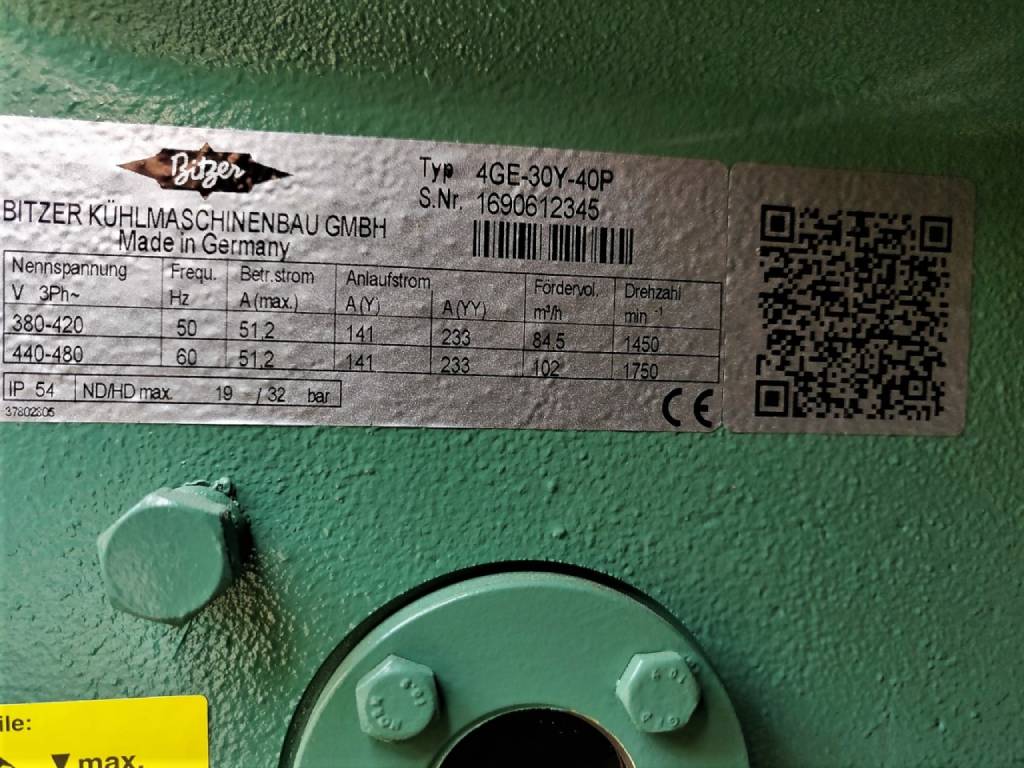 Bitzer
BITZER KÜHLMASCHINENBAU GMBH
Made in Germany
Typ 4GE-30Y-40P
S.Nr. 1690612345
Nennspannung Frequ. Betr.strom Anlaufstrom Fördervol. Drehzahl
V 3Ph~ Hz A (max.) A (Y) A (YY) m³/h min ⁻¹
380-420 50 51,2 141 233 84,5 1450
440-480 60 51,2 141 233 102 1750
IP 54 ND/HD max. 19 / 32 bar
37802805
CE
ile:
▼ max.